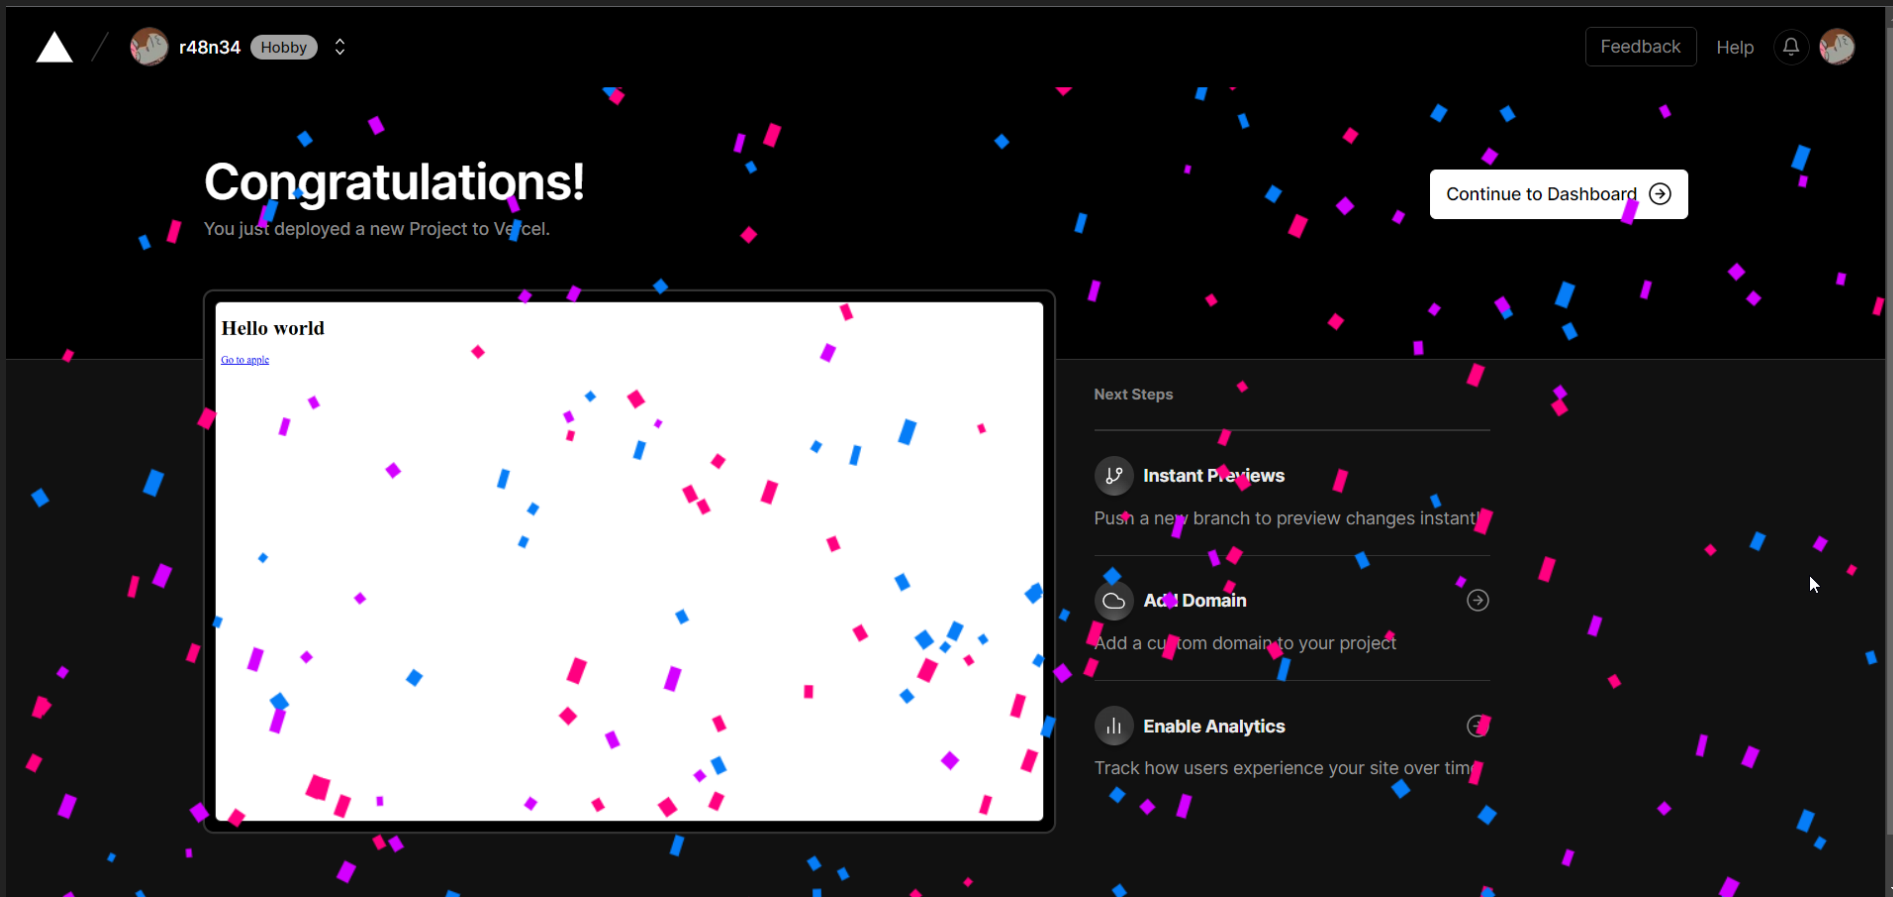 r48n34 Hobby
Feedback Help
Congratulations!
You just deployed a new Project to Vercel.
Continue to Dashboard
Hello world
Go to apple
Next Steps
Instant Previews
Push a new branch to preview changes instantly
Add Domain
Add a custom domain to your project
Enable Analytics
Track how users experience your site over time